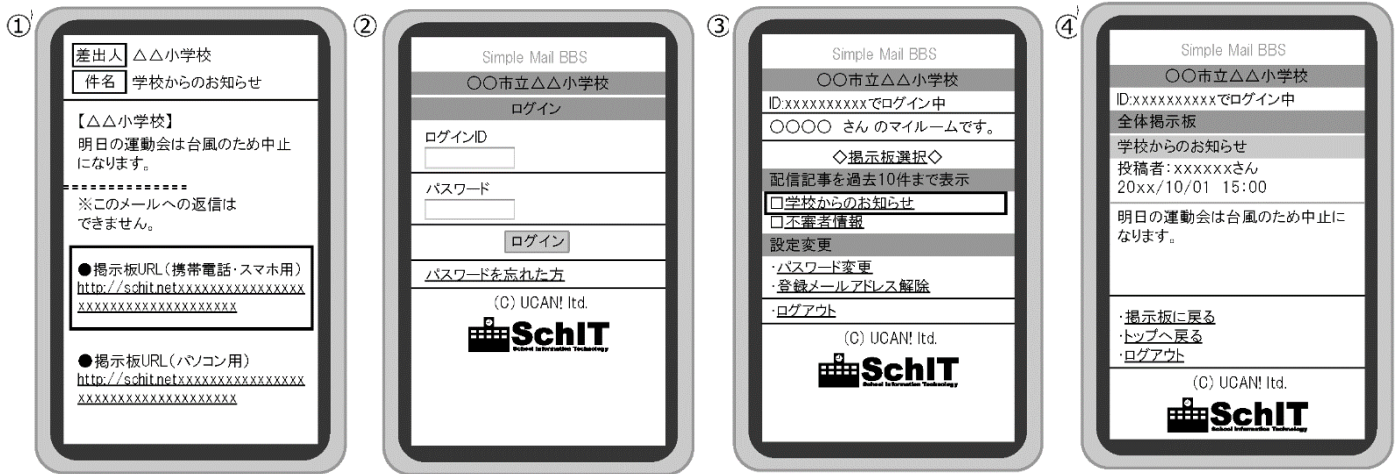 ①
差出人 △△小学校
件名 学校からのお知らせ
【△△小学校】
明日の運動会は台風のため中止
になります。
※このメールへの返信は
できません。
●掲示板URL(携帯電話・スマホ用)
http://schit.netxxxxxxxxxxxxxxxx
xxxxxxxxxxxxxxxxxxxx
●掲示板URL(パソコン用)
http://schit.netxxxxxxxxxxxxxxxx
xxxxxxxxxxxxxxxxxxxx
②
Simple Mail BBS
○○市立△△小学校
ログイン
ログインID
パスワード
ログイン
パスワードを忘れた方
(C) UCAN! ltd.
SchIT
School Information Technology
③
Simple Mail BBS
○○市立△△小学校
ID:xxxxxxxxxxでログイン中
○○○○ さん のマイルームです。
◇掲示板選択◇
配信記事を過去10件まで表示
□学校からのお知らせ
□不審者情報
設定変更
・パスワード変更
・登録メールアドレス解除
・ログアウト
(C) UCAN! ltd.
SchIT
School Information Technology
④
Simple Mail BBS
○○市立△△小学校
ID:xxxxxxxxxxでログイン中
全体掲示板
学校からのお知らせ
投稿者:xxxxxxさん
20xx/10/01 15:00
明日の運動会は台風のため中止に
なります。
・掲示板に戻る
・トップへ戻る
・ログアウト
(C) UCAN! ltd.
SchIT
School Information Technology